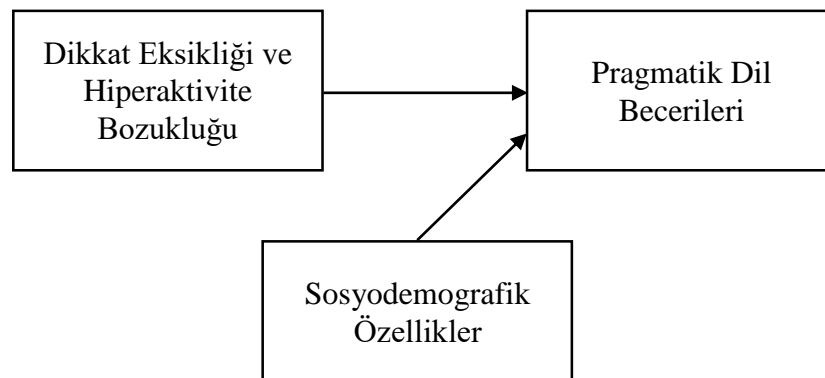 Dikkat Eksikliği ve
Hiperaktivite
Bozukluğu
Pragmatik Dil
Becerileri
Sosyodemografik
Özellikler